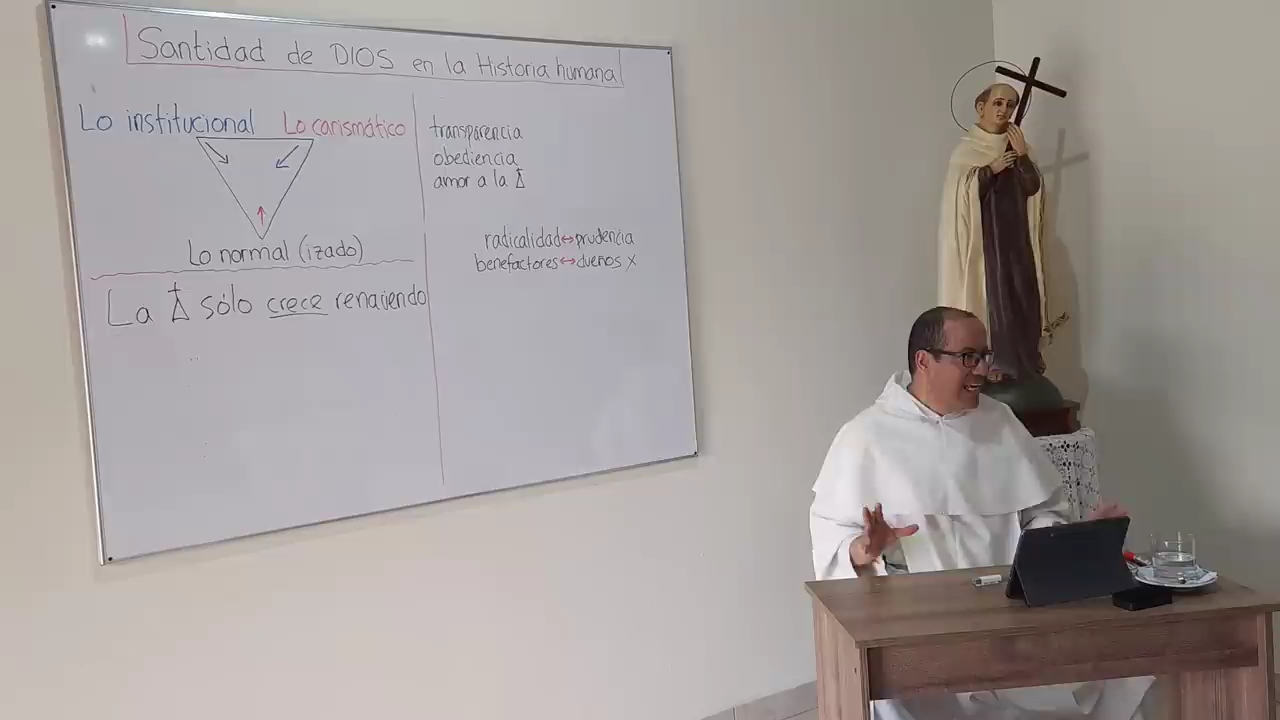 Santidad de DIOS en la Historia humana
Lo institucional
Lo carismático
Lo normal (izado)
La sólo crece renaciendo
transparencia
obediencia
amor a la
radicalidad ↔ prudencia
benefactores ↔ dueños x